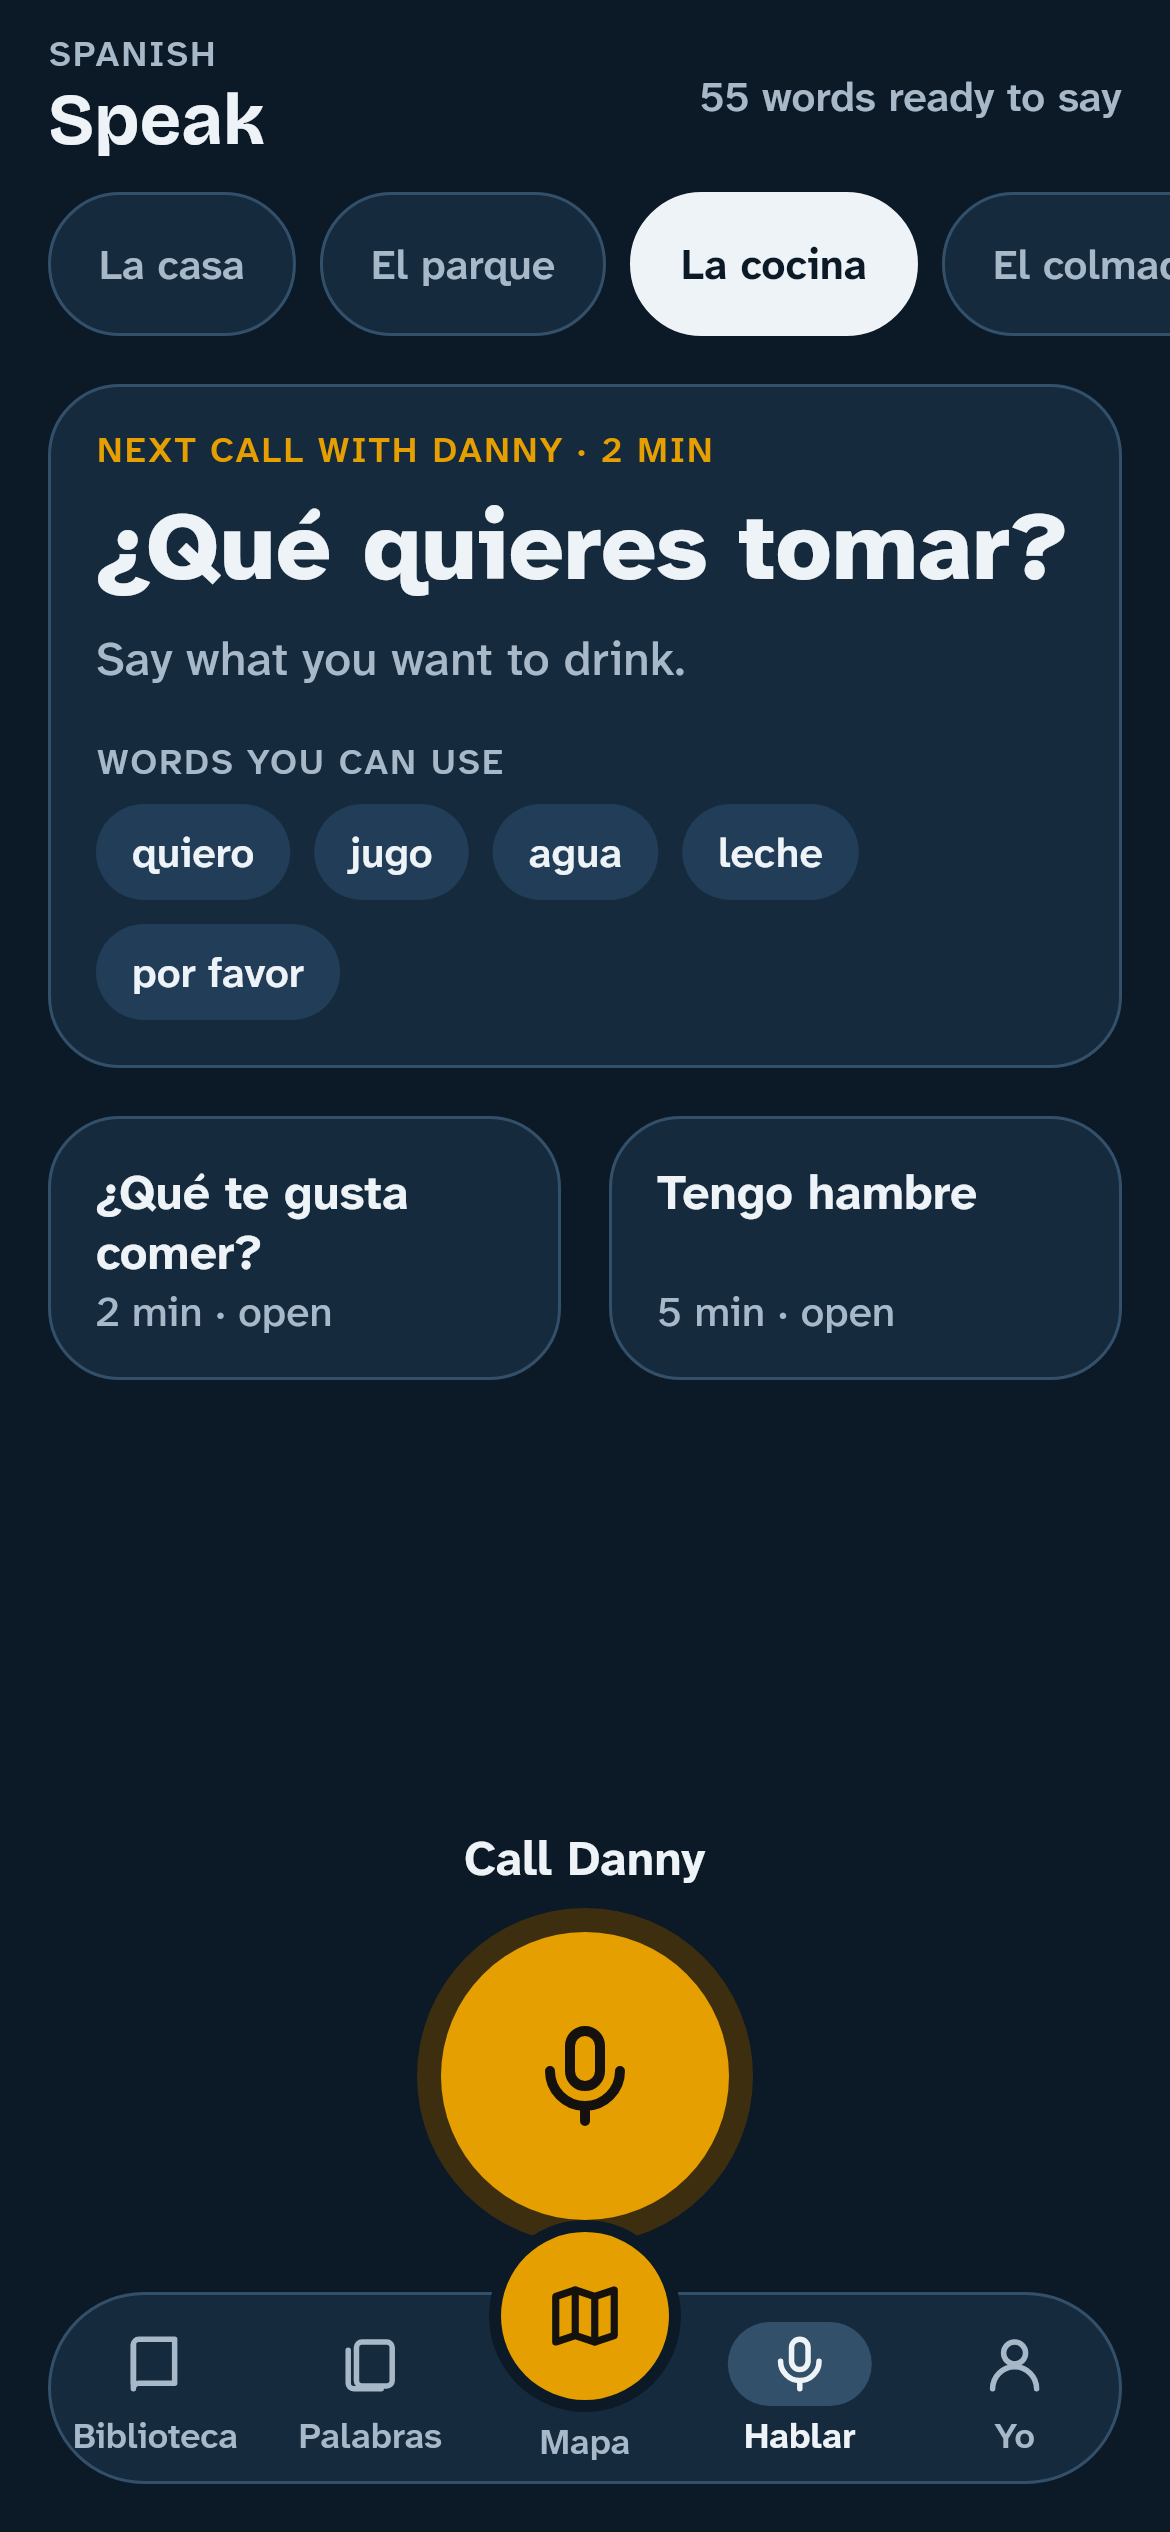 SPANISH
Speak
55 words ready to say
La casa
El parque
La cocina
El colmad
NEXT CALL WITH DANNY · 2 MIN
¿Qué quieres tomar?
Say what you want to drink.
WORDS YOU CAN USE
quiero
jugo
agua
leche
por favor
¿Qué te gusta
comer?
2 min · open
Tengo hambre
5 min · open
Call Danny
Biblioteca
Palabras
Mapa
Hablar
Yo